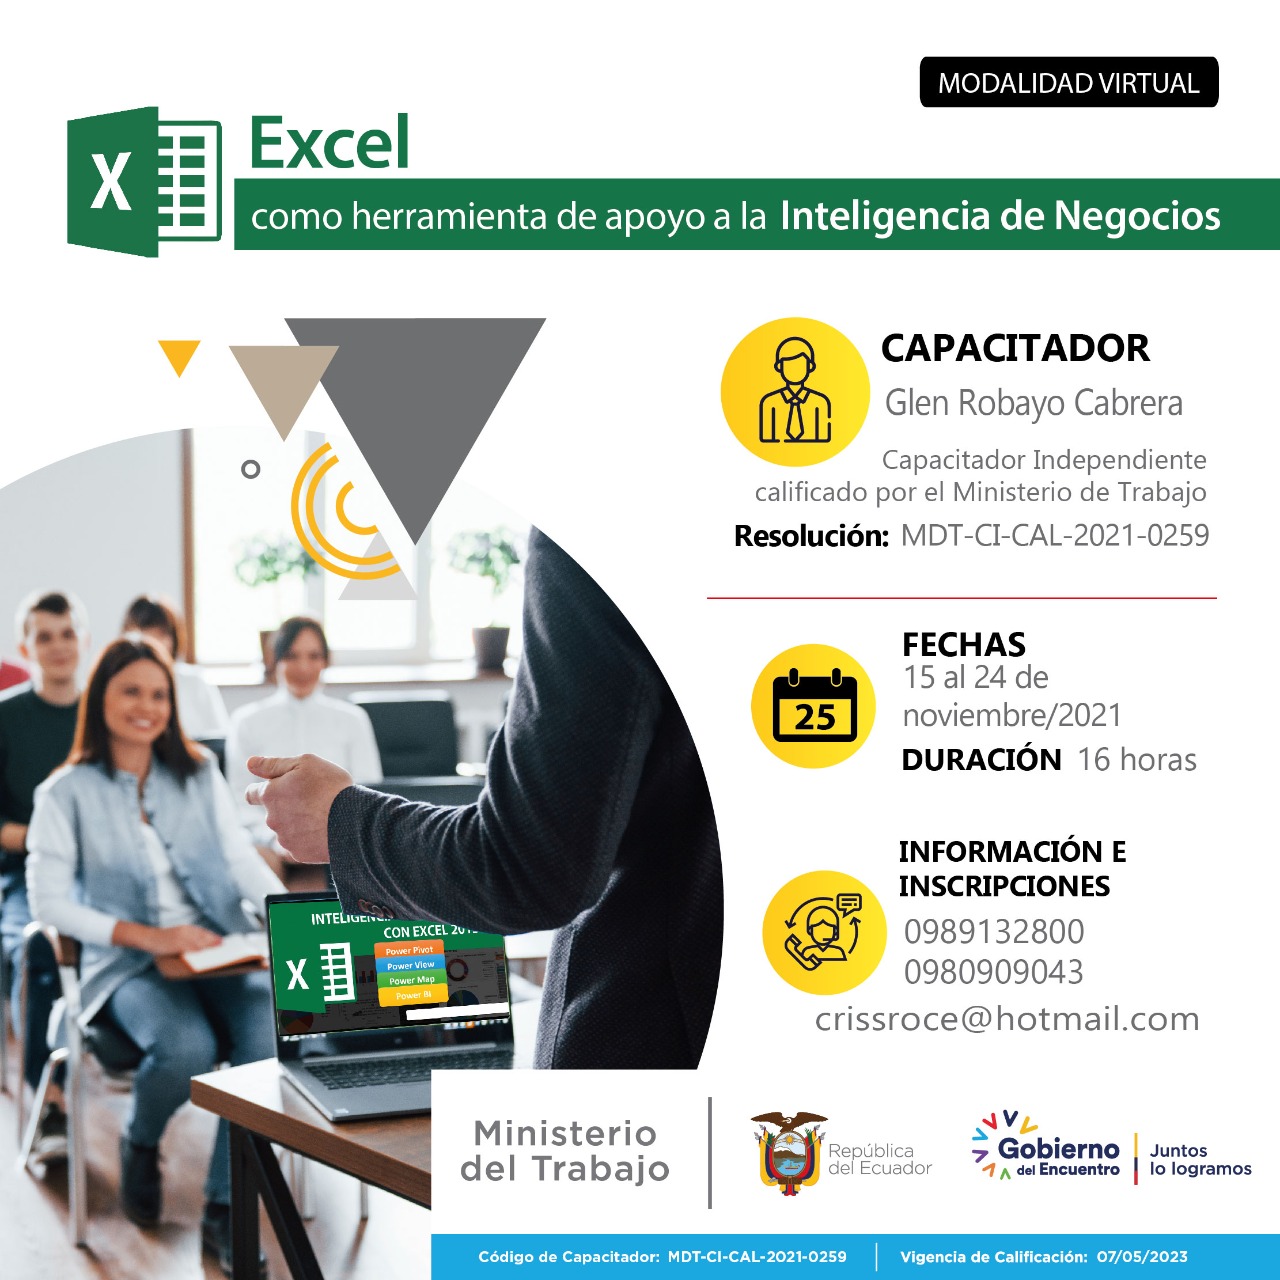 MODALIDAD VIRTUAL
X
Excel
como herramienta de apoyo a la Inteligencia de Negocios
CAPACITADOR
Glen Robayo Cabrera
Capacitador Independiente
calificado por el Ministerio de Trabajo
Resolución: MDT-CI-CAL-2021-0259
FECHAS
15 al 24 de
noviembre/2021
25
DURACIÓN 16 horas
INFORMACIÓN E
INSCRIPCIONES
0989132800
0980909043
crissroce@hotmail.com
CON EXCEL
X
Power Pivot
Power View
Power Map
Power BI
Ministerio
del Trabajo
República
del Ecuador
Gobierno
del Encuentro
Juntos
lo logramos
Código de Capacitador: MDT-CI-CAL-2021-0259
Vigencia de Calificación: 07/05/2023